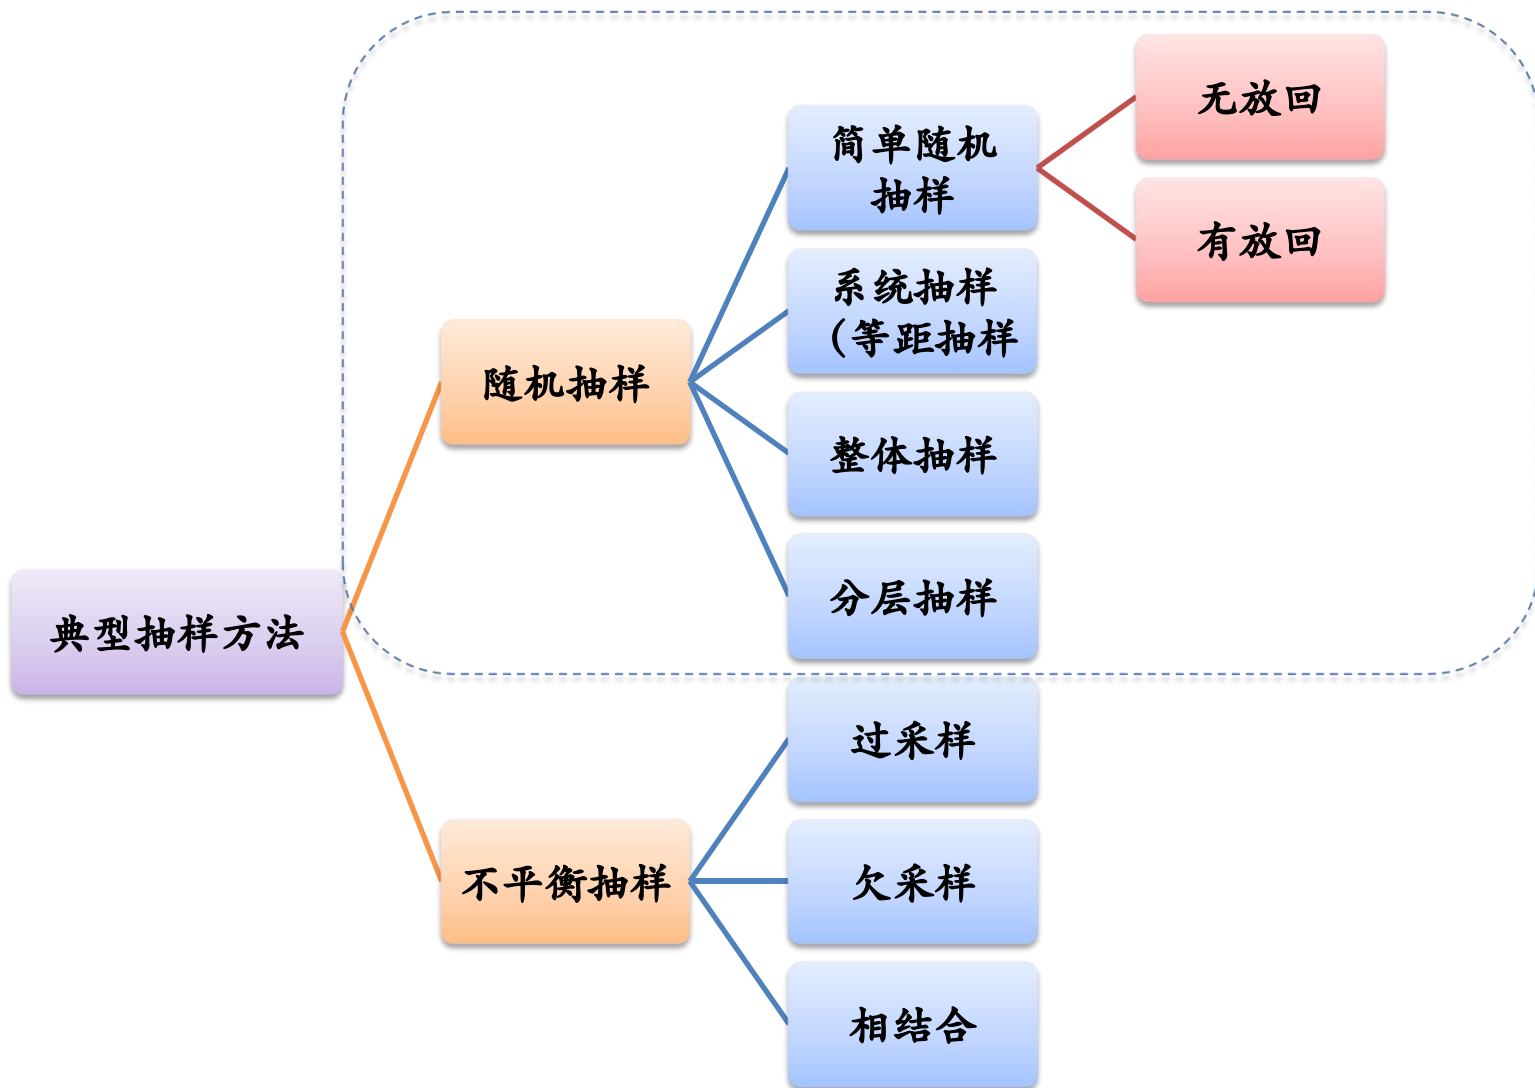 典型抽样方法
随机抽样
简单随机
抽样
无放回
有放回
系统抽样
(等距抽样
整体抽样
分层抽样
不平衡抽样
过采样
欠采样
相结合